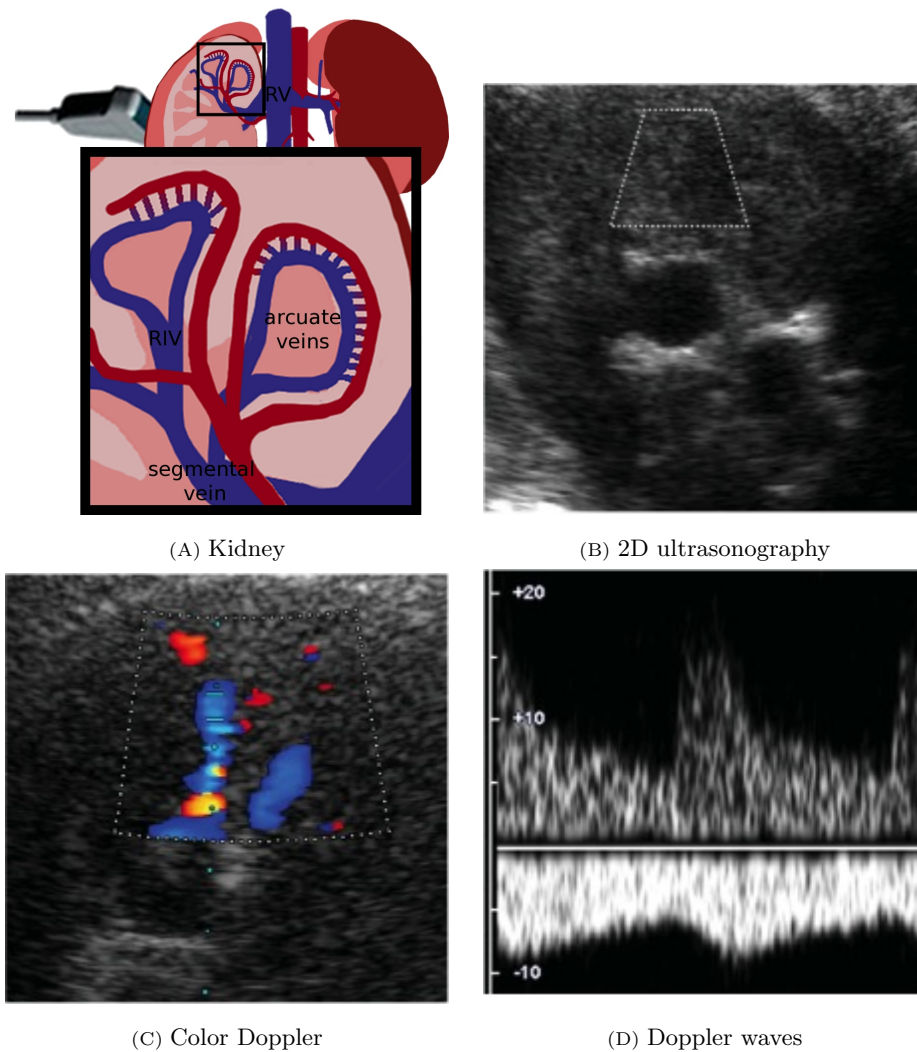 RV
RIV
arcuate
veins
segmental
vein
(A) Kidney
(B) 2D ultrasonography
+20
+10
-10
(C) Color Doppler
(D) Doppler waves